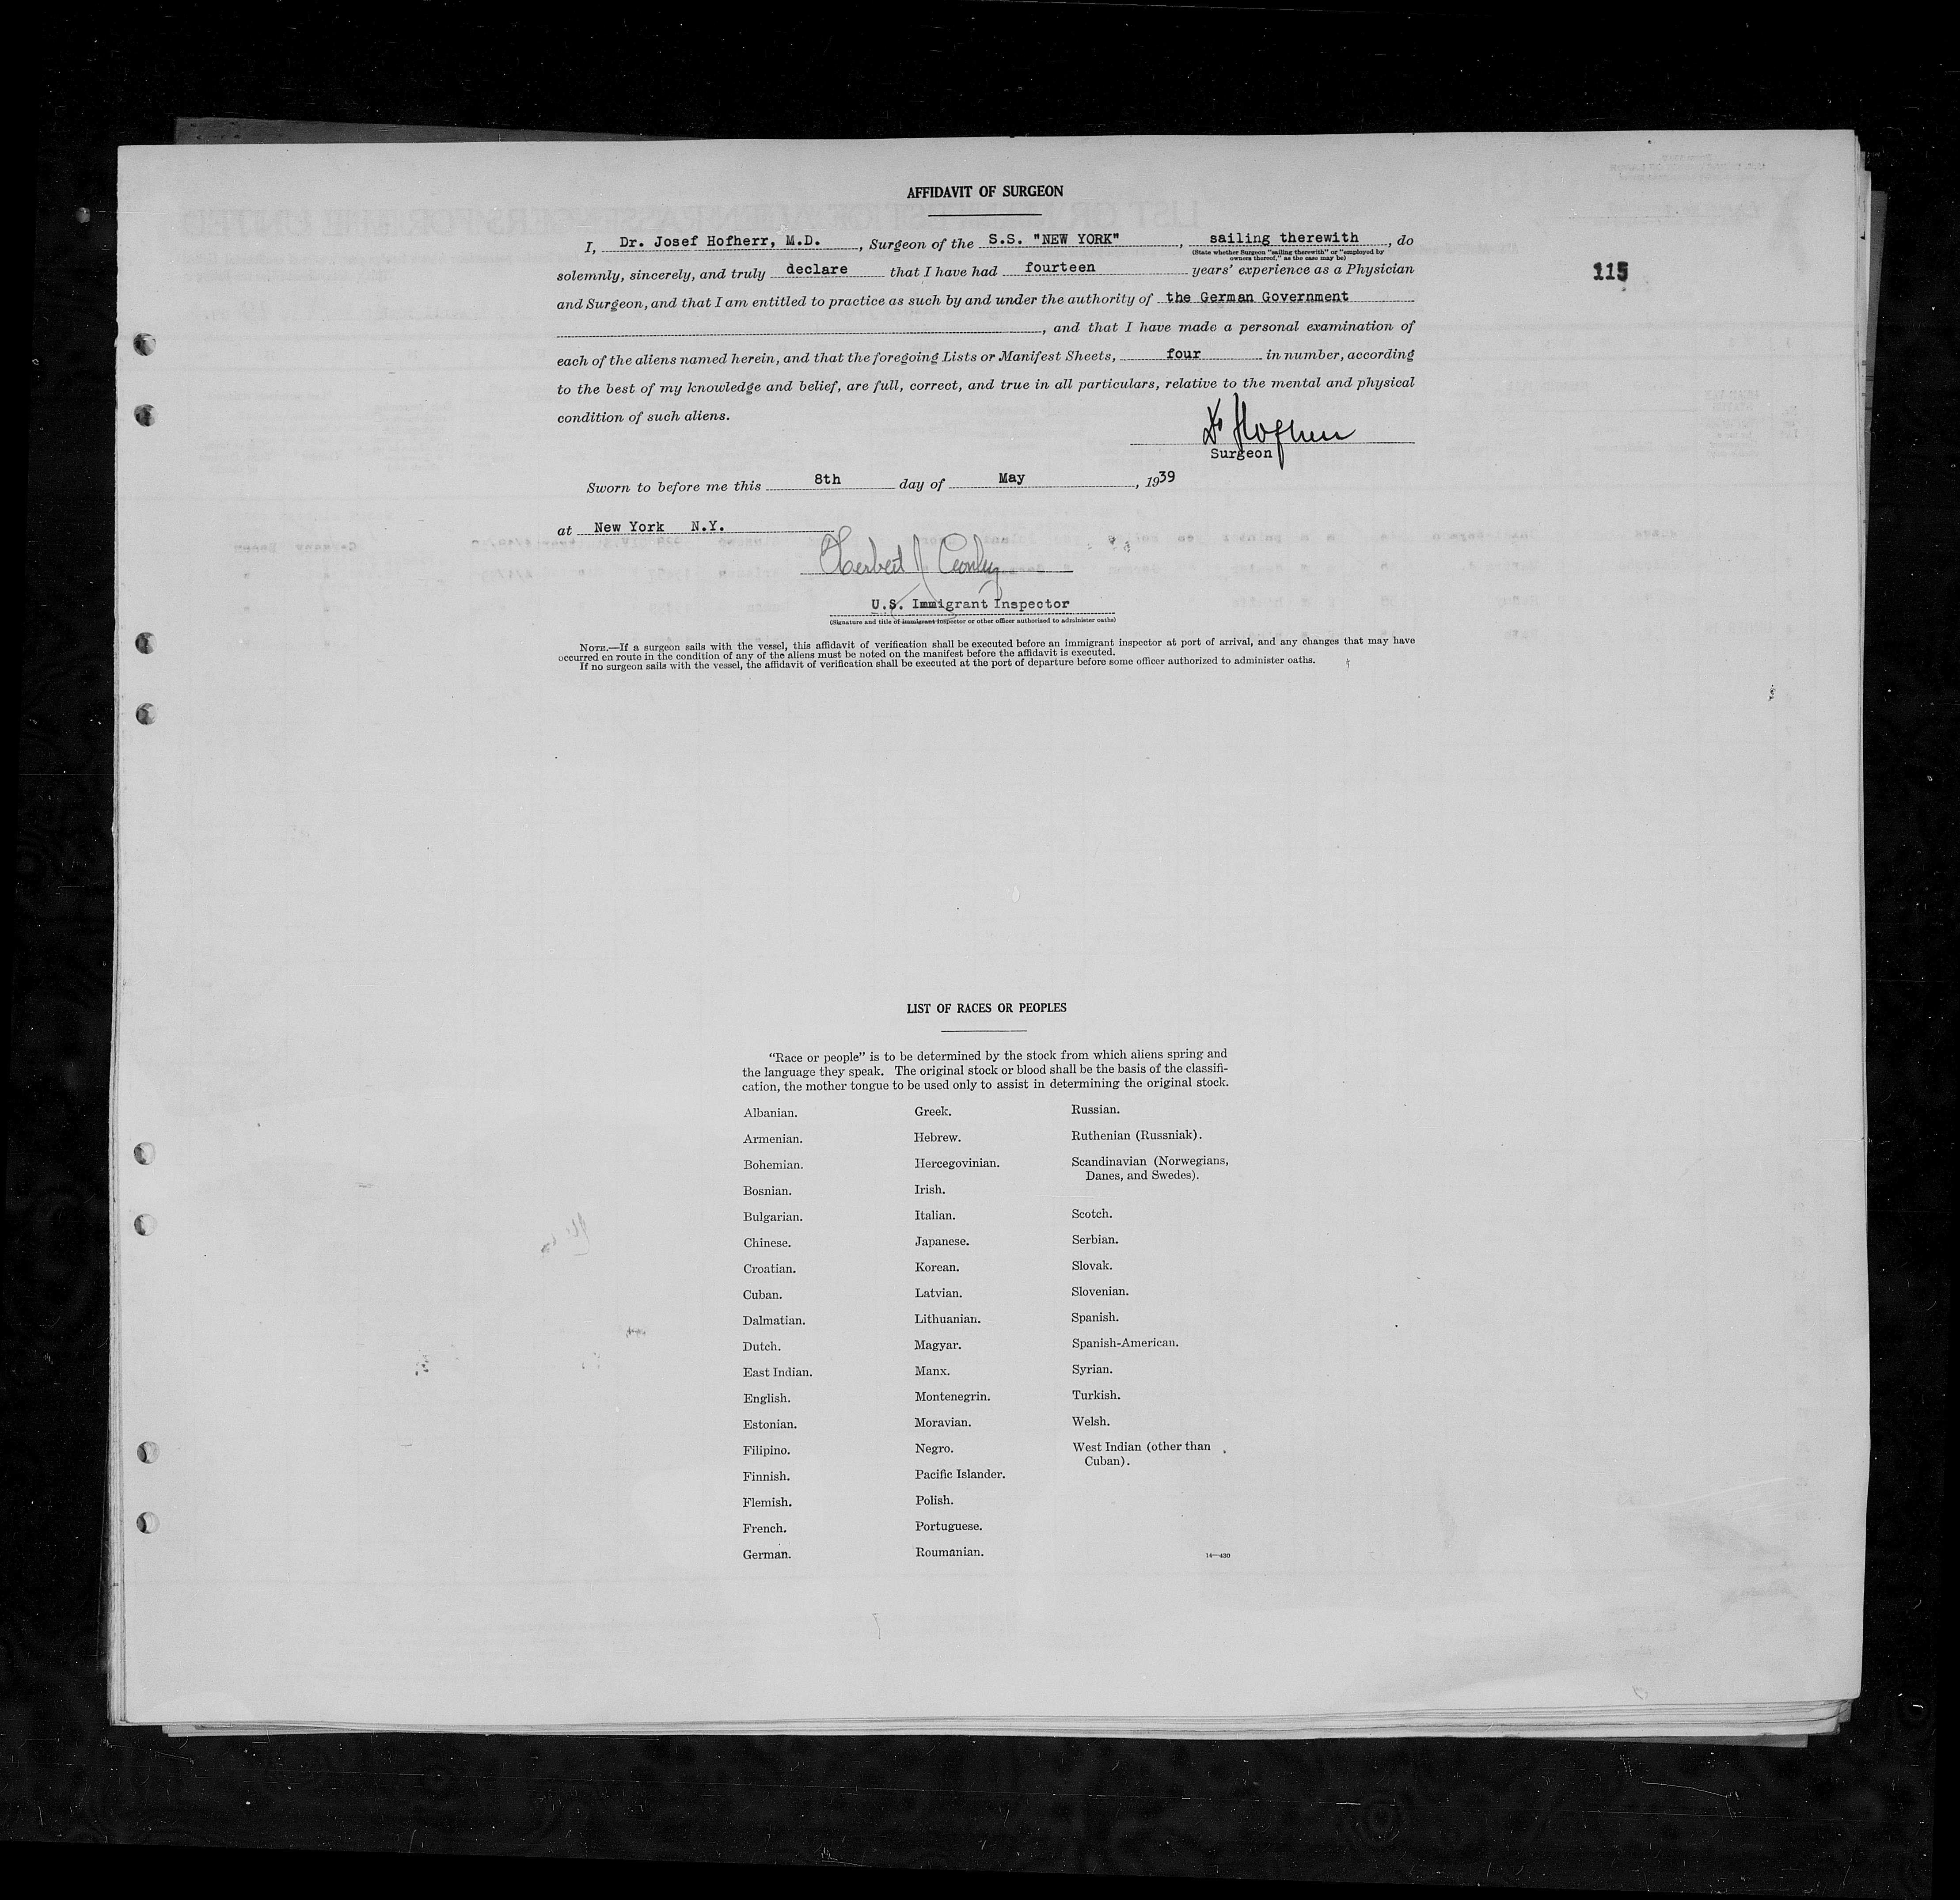 AFFIDAVIT OF SURGEON
I, Dr. Josef Hofherr, M.D., Surgeon of the S.S. "NEW YORK", sailing therewith, do
(State whether Surgeon "sailing therewith" or "employed by
owners thereof," as the case may be)
solemnly, sincerely, and truly declare that I have had fourteen years' experience as a Physician
115
and Surgeon, and that I am entitled to practice as such by and under the authority of the German Government
, and that I have made a personal examination of
each of the aliens named herein, and that the foregoing Lists or Manifest Sheets, four in number, according
to the best of my knowledge and belief, are full, correct, and true in all particulars, relative to the mental and physical
condition of such aliens.
Dr Hofherr
Surgeon
Sworn to before me this 8th day of May, 1939
at New York N.Y.
U.S. Immigrant Inspector
(Signature and title of immigrant inspector or other officer authorized to administer oaths)
NOTE.—If a surgeon sails with the vessel, this affidavit of verification shall be executed before an immigrant inspector at port of arrival, and any changes that may have
occurred en route in the condition of any of the aliens must be noted on the manifest before the affidavit is executed.
If no surgeon sails with the vessel, the affidavit of verification shall be executed at the port of departure before some officer authorized to administer oaths.
LIST OF RACES OR PEOPLES
"Race or people" is to be determined by the stock from which aliens spring and
the language they speak. The original stock or blood shall be the basis of the classifi-
cation, the mother tongue to be used only to assist in determining the original stock.
Albanian.
Armenian.
Bohemian.
Bosnian.
Bulgarian.
Chinese.
Croatian.
Cuban.
Dalmatian.
Dutch.
East Indian.
English.
Estonian.
Filipino.
Finnish.
Flemish.
French.
German.
Greek.
Hebrew.
Hercegovinian.
Irish.
Italian.
Japanese.
Korean.
Latvian.
Lithuanian.
Magyar.
Manx.
Montenegrin.
Moravian.
Negro.
Pacific Islander.
Polish.
Portuguese.
Roumanian.
Russian.
Ruthenian (Russniak).
Scandinavian (Norwegians,
Danes, and Swedes).
Scotch.
Serbian.
Slovak.
Slovenian.
Spanish.
Spanish-American.
Syrian.
Turkish.
Welsh.
West Indian (other than
Cuban).
14—430